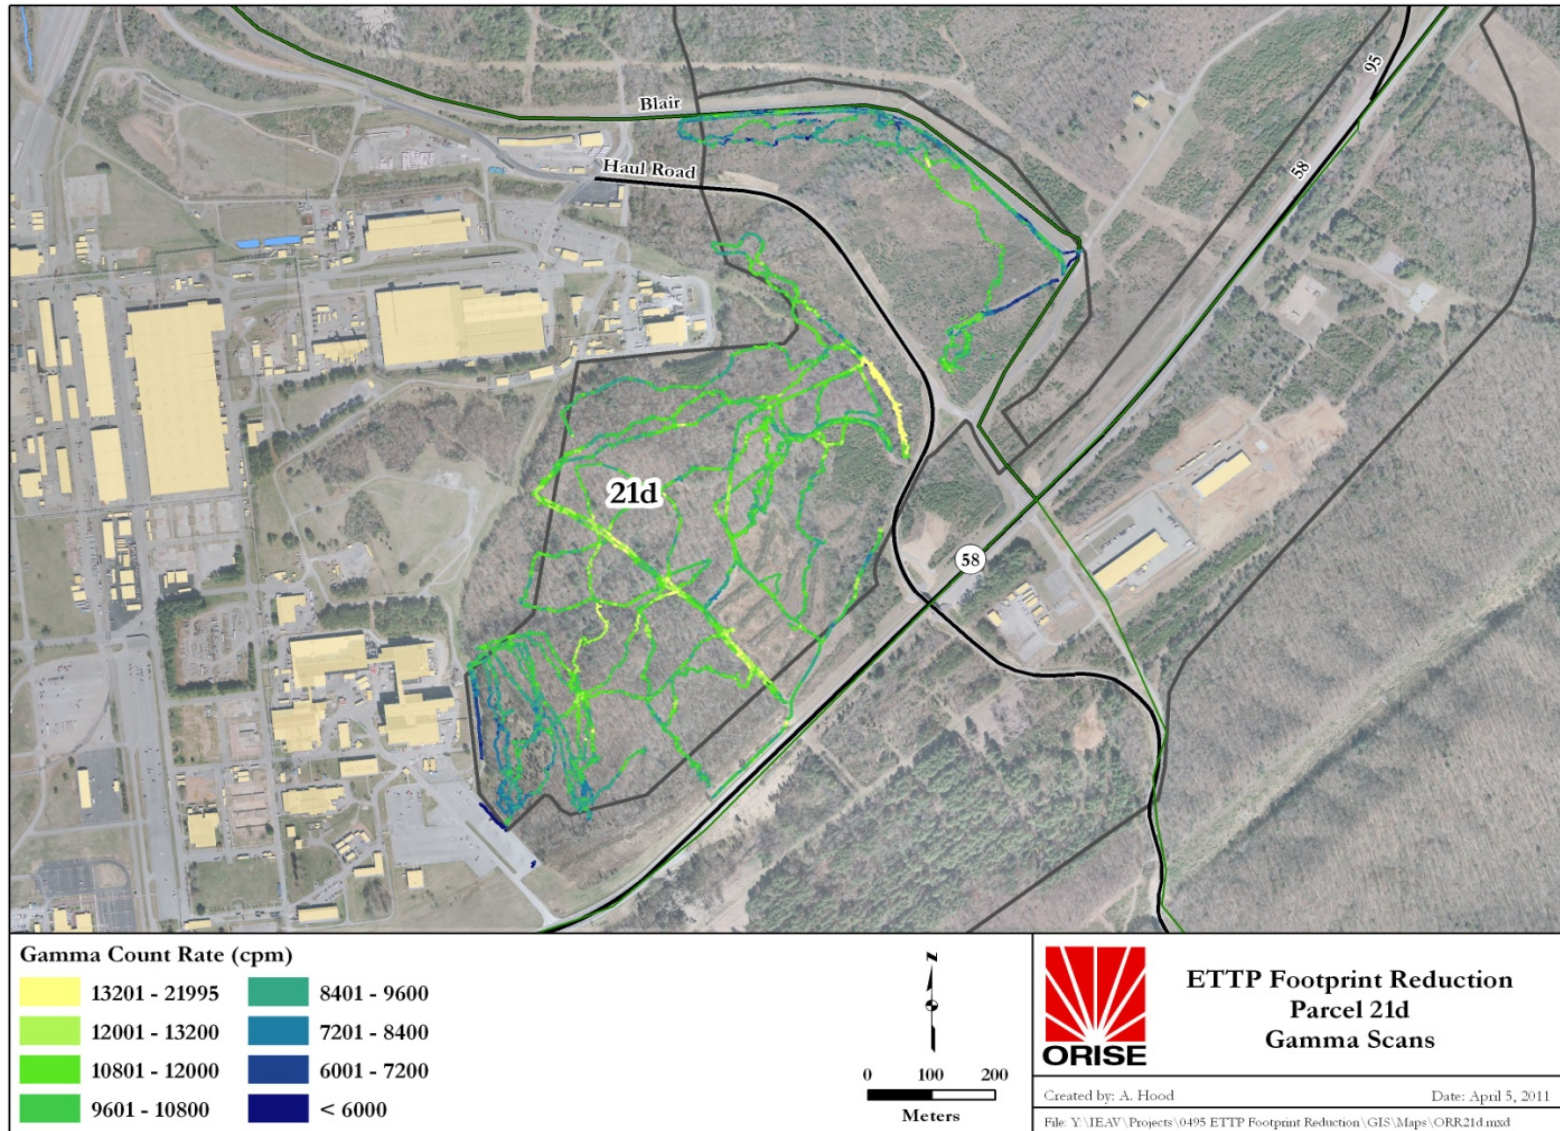 Blair
Haul Road
95
58
21d
58
Gamma Count Rate (cpm)
13201 - 21995
12001 - 13200
10801 - 12000
9601 - 10800
8401 - 9600
7201 - 8400
6001 - 7200
< 6000
N
0 100 200
Meters
ORISE
ETTP Footprint Reduction
Parcel 21d
Gamma Scans
Created by: A. Hood
Date: April 5, 2011
File: Y:\IEAV\Projects\0495 ETTP Footprint Reduction\GIS\Maps\ORR21d.mxd